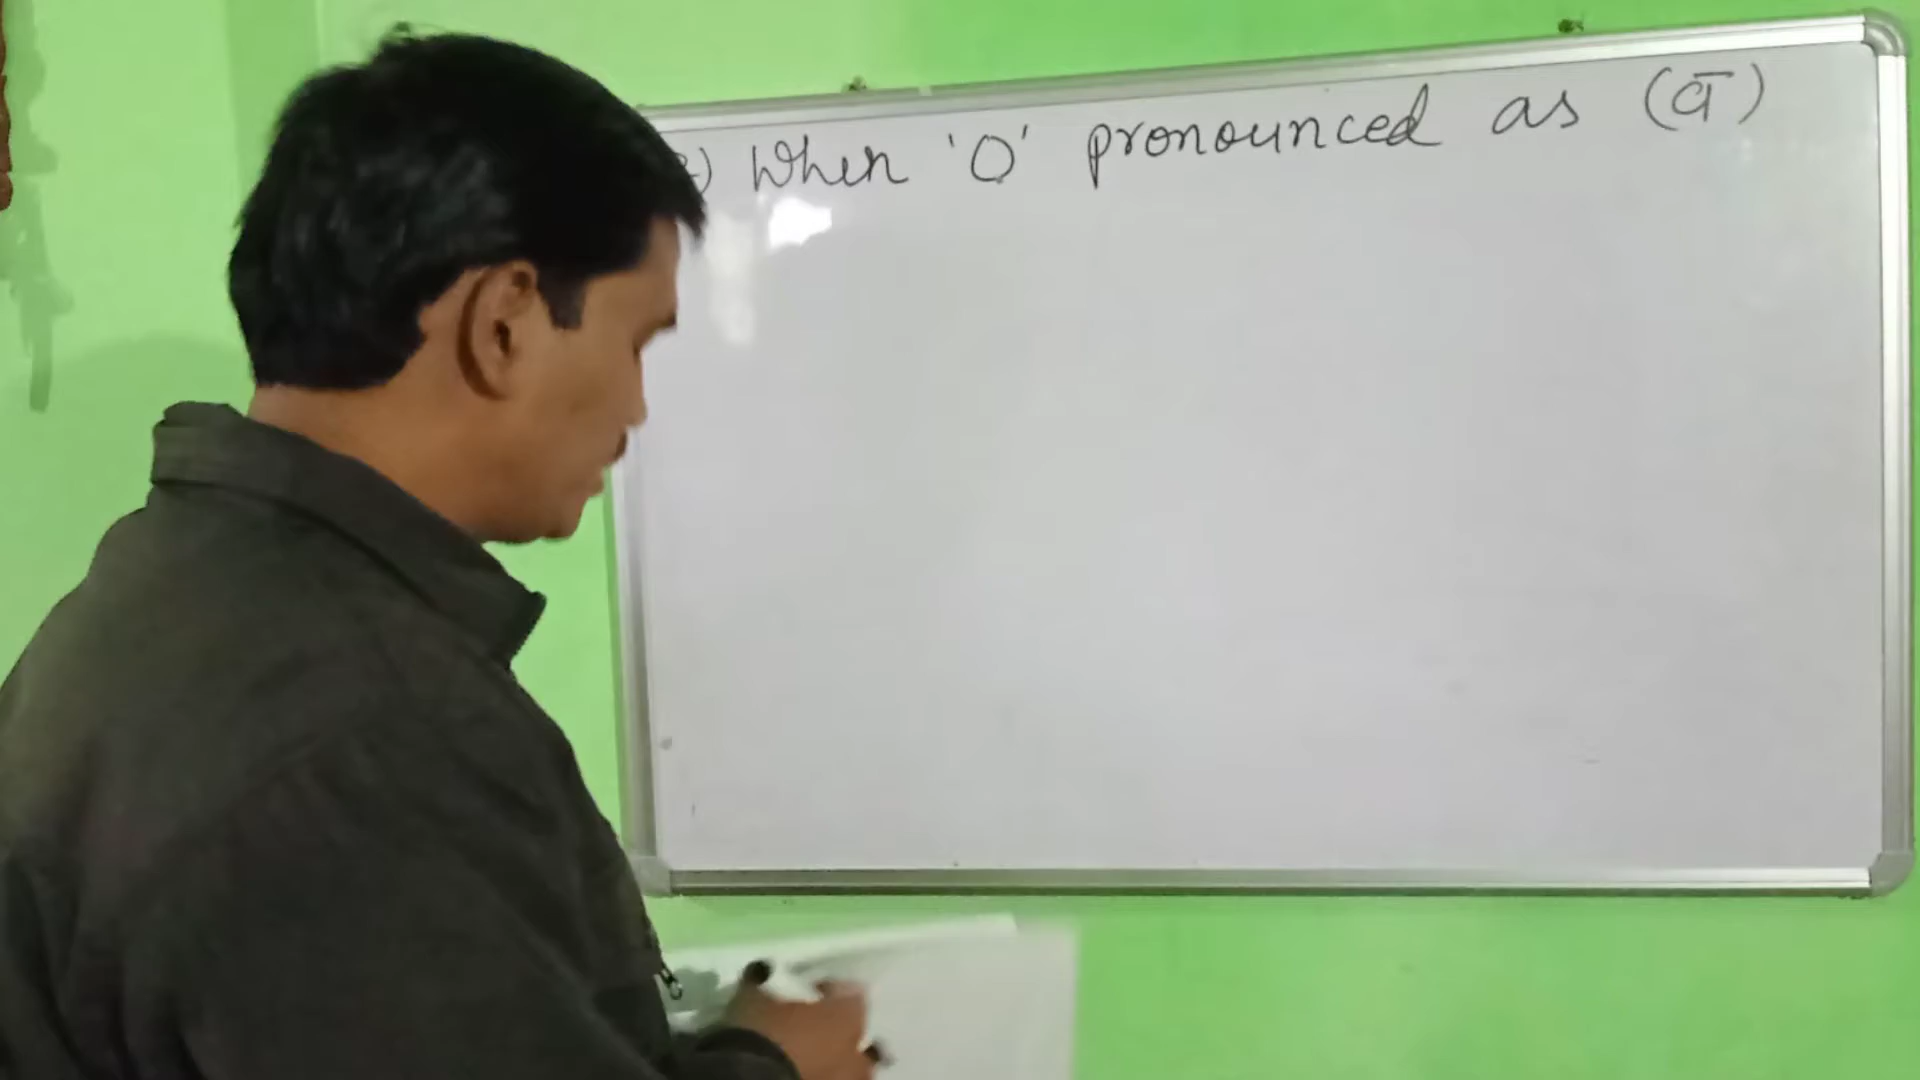 ) When 'O' pronounced as (व)